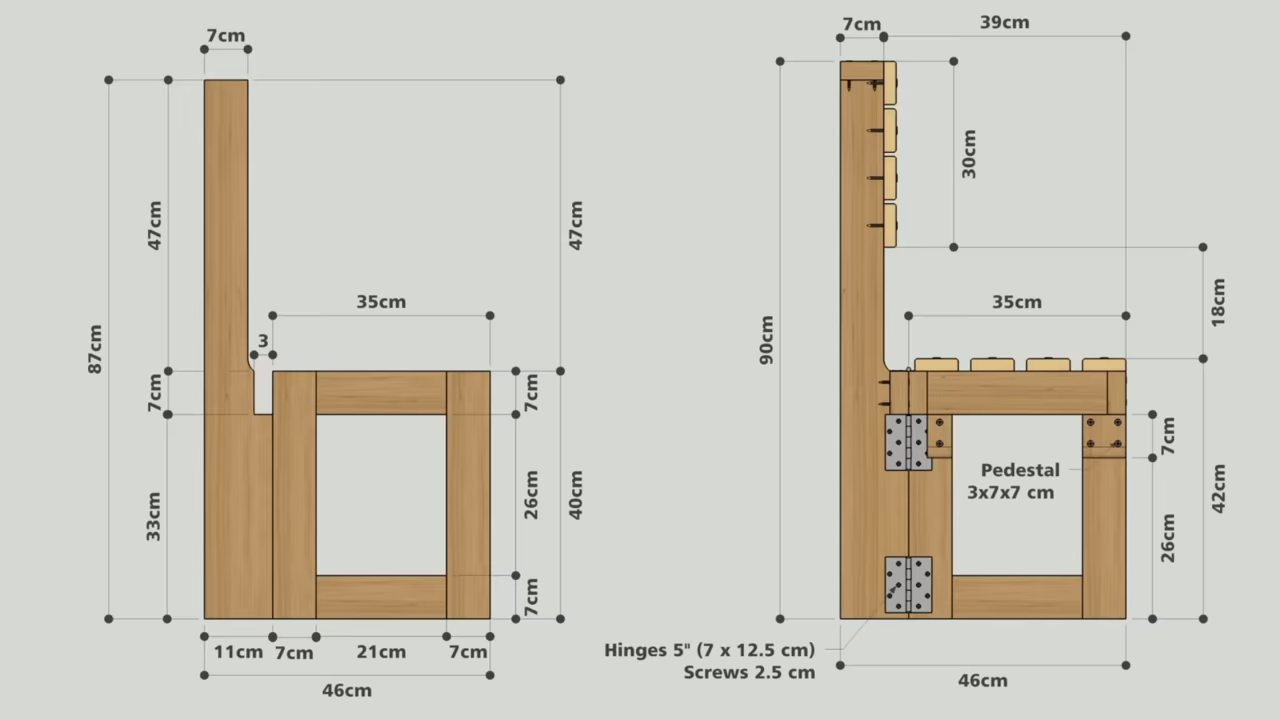 7cm
47cm
47cm
87cm
3
35cm
7cm
7cm
33cm
26cm
40cm
7cm
11cm
7cm
21cm
7cm
46cm
7cm
39cm
30cm
90cm
35cm
18cm
7cm
Pedestal
3x7x7 cm
42cm
26cm
Hinges 5" (7 x 12.5 cm)
Screws 2.5 cm
46cm